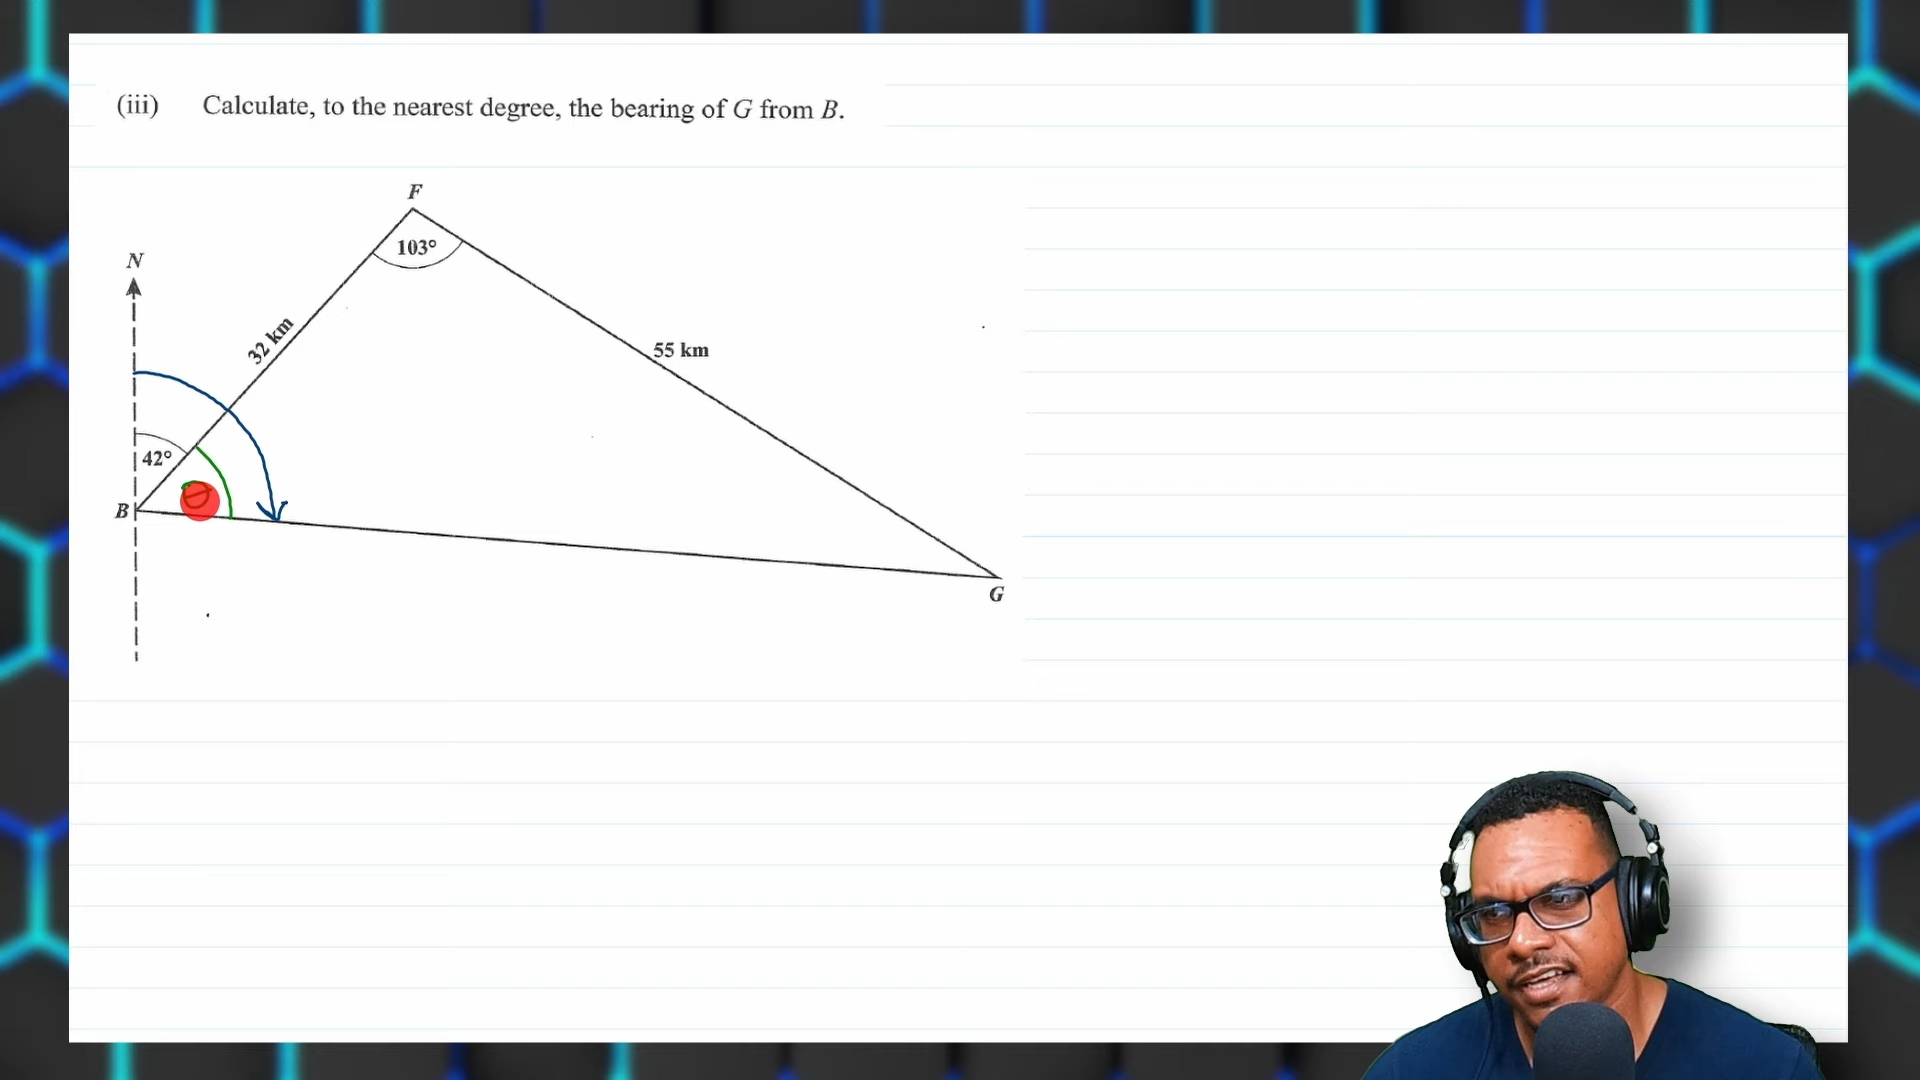 (iii) Calculate, to the nearest degree, the bearing of G from B.
F
103°
N
32 km
55 km
42°
θ
B
G